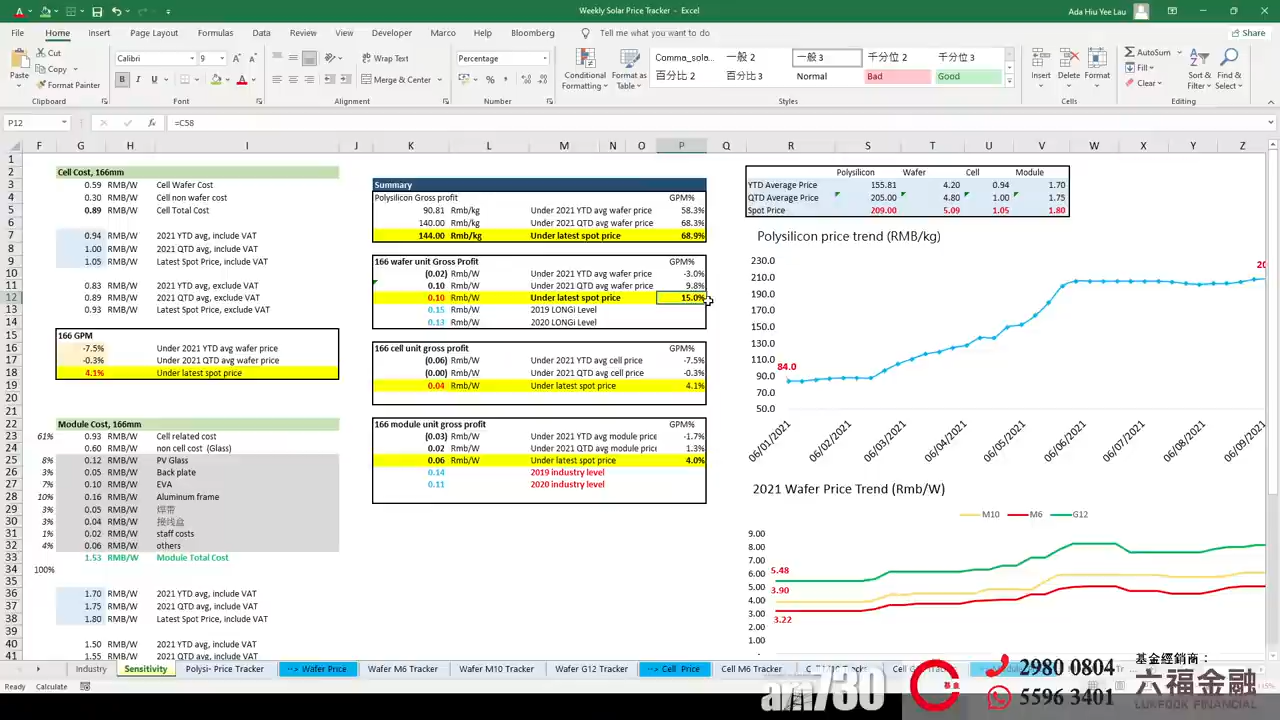 Weekly Solar Price Tracker - Excel
Ada Hiu Yee Lau
File Home Insert Page Layout Formulas Data Review View Developer Marco Help Bloomberg Tell me what you want to do Share
Cut
Copy
Format Painter
Paste
Calibri 9
Wrap Text
Merge & Center
Percentage
Conditional Formatting
Format as Table
Comma_sola... 一般 2 一般 3 千分位 2 千分位 3
百分比 2 百分比 3 Normal Bad Good
Insert Delete Format
AutoSum
Fill
Clear
Sort & Filter
Find & Select
Clipboard Font Alignment Number Styles Cells Editing
P12 =C58
F G H I J K L M N O P Q R S T U V W X Y Z
Cell Cost, 166mm
0.59 RMB/W Cell Wafer Cost
0.30 RMB/W Cell non wafer cost
0.89 RMB/W Cell Total Cost
0.94 RMB/W 2021 YTD avg, include VAT
1.00 RMB/W 2021 QTD avg, include VAT
1.05 RMB/W Latest Spot Price, include VAT
0.83 RMB/W 2021 YTD avg, exclude VAT
0.89 RMB/W 2021 QTD avg, exclude VAT
0.93 RMB/W Latest Spot Price, exclude VAT
166 GPM
-7.5% Under 2021 YTD avg wafer price
-0.3% Under 2021 QTD avg wafer price
4.1% Under latest spot price
Module Cost, 166mm
61% 0.93 RMB/W Cell related cost
0.60 RMB/W non cell cost (Glass)
8% 0.12 RMB/W PV Glass
3% 0.05 RMB/W Back plate
7% 0.10 RMB/W EVA
10% 0.16 RMB/W Aluminum frame
3% 0.05 RMB/W 焊带
3% 0.04 RMB/W 接线盒
1% 0.02 RMB/W staff costs
4% 0.06 RMB/W others
1.53 RMB/W Module Total Cost
100%
1.70 RMB/W 2021 YTD avg, include VAT
1.75 RMB/W 2021 QTD avg, include VAT
1.80 RMB/W Latest Spot Price, include VAT
1.50 RMB/W 2021 YTD avg, exclude VAT
1.55 RMB/W 2021 QTD avg, exclude VAT
Summary
Polysilicon Gross profit GPM%
90.81 Rmb/kg Under 2021 YTD avg wafer price 58.3%
140.00 Rmb/kg Under 2021 QTD avg wafer price 68.3%
144.00 Rmb/kg Under latest spot price 68.9%
166 wafer unit Gross Profit GPM%
(0.02) Rmb/W Under 2021 YTD avg wafer price -3.0%
0.10 Rmb/W Under 2021 QTD avg wafer price 9.8%
0.10 Rmb/W Under latest spot price 15.0%
0.15 Rmb/W 2019 LONGi Level
0.13 Rmb/W 2020 LONGi Level
166 cell unit gross profit GPM%
(0.06) Rmb/W Under 2021 YTD avg cell price -7.5%
(0.00) Rmb/W Under 2021 QTD avg cell price -0.3%
0.04 Rmb/W Under latest spot price 4.1%
166 module unit gross profit GPM%
(0.03) Rmb/W Under 2021 YTD avg module price -1.7%
0.02 Rmb/W Under 2021 QTD avg module price 1.3%
0.06 Rmb/W Under latest spot price 4.0%
0.14 2019 industry level
0.11 2020 industry level
Polysilicon Wafer Cell Module
YTD Average Price 155.81 4.20 0.94 1.70
QTD Average Price 205.00 4.80 1.00 1.75
Spot Price 209.00 5.09 1.05 1.80
Polysilicon price trend (RMB/kg)
230.0
210.0
190.0
170.0
150.0
130.0
110.0
90.0
70.0
50.0
84.0
20
06/01/2021 06/02/2021 06/03/2021 06/04/2021 06/05/2021 06/06/2021 06/07/2021 06/08/2021 06/09/2021
2021 Wafer Price Trend (Rmb/W)
M10 M6 G12
9.00
8.00
7.00
6.00
5.00
4.00
3.00
2.00
1.00
5.48
3.90
3.22
Industry Sensitivity Polysi- Price Tracker --> Wafer Price Wafer M6 Tracker Wafer M10 Tracker Wafer G12 Tracker --> Cell Price Cell M6 Tracker
Ready Calculate
am730
基金
2980 0804
5596 3401
基金經銷商：
六福金融
LUKFOOK FINANCIAL